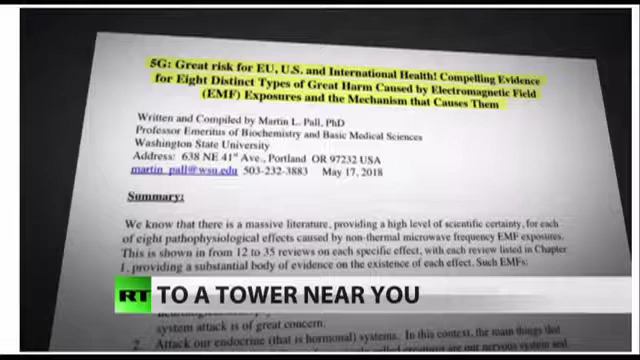 5G: Great risk for EU, U.S. and International Health! Compelling Evidence
for Eight Distinct Types of Great Harm Caused by Electromagnetic Field
(EMF) Exposures and the Mechanism that Causes Them
Written and Compiled by Martin L. Pall, PhD
Professor Emeritus of Biochemistry and Basic Medical Sciences
Washington State University
Address: 638 NE 41st Ave., Portland OR 97232 USA
martin_pall@wsu.edu 503-232-3883 May 17, 2018
Summary:
We know that there is a massive literature, providing a high level of scientific certainty, for each
of eight pathophysiological effects caused by non-thermal microwave frequency EMF exposures.
This is shown in from 12 to 35 reviews on each specific effect, with each review listed in Chapter
1, providing a substantial body of evidence on the existence of each effect. Such EMFs:
RT TO A TOWER NEAR YOU
system attack is of great concern.
2. Attack our endocrine (that is hormonal) systems. In this context, the main things that